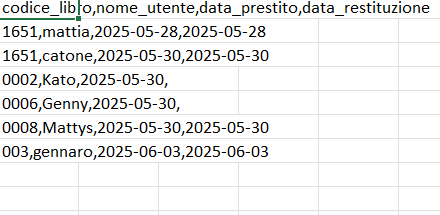 codice_libro,nome_utente,data_prestito,data_restituzione
1651,mattia,2025-05-28,2025-05-28
1651,catone,2025-05-30,2025-05-30
0002,Kato,2025-05-30,
0006,Genny,2025-05-30,
0008,Mattys,2025-05-30,2025-05-30
003,gennaro,2025-06-03,2025-06-03